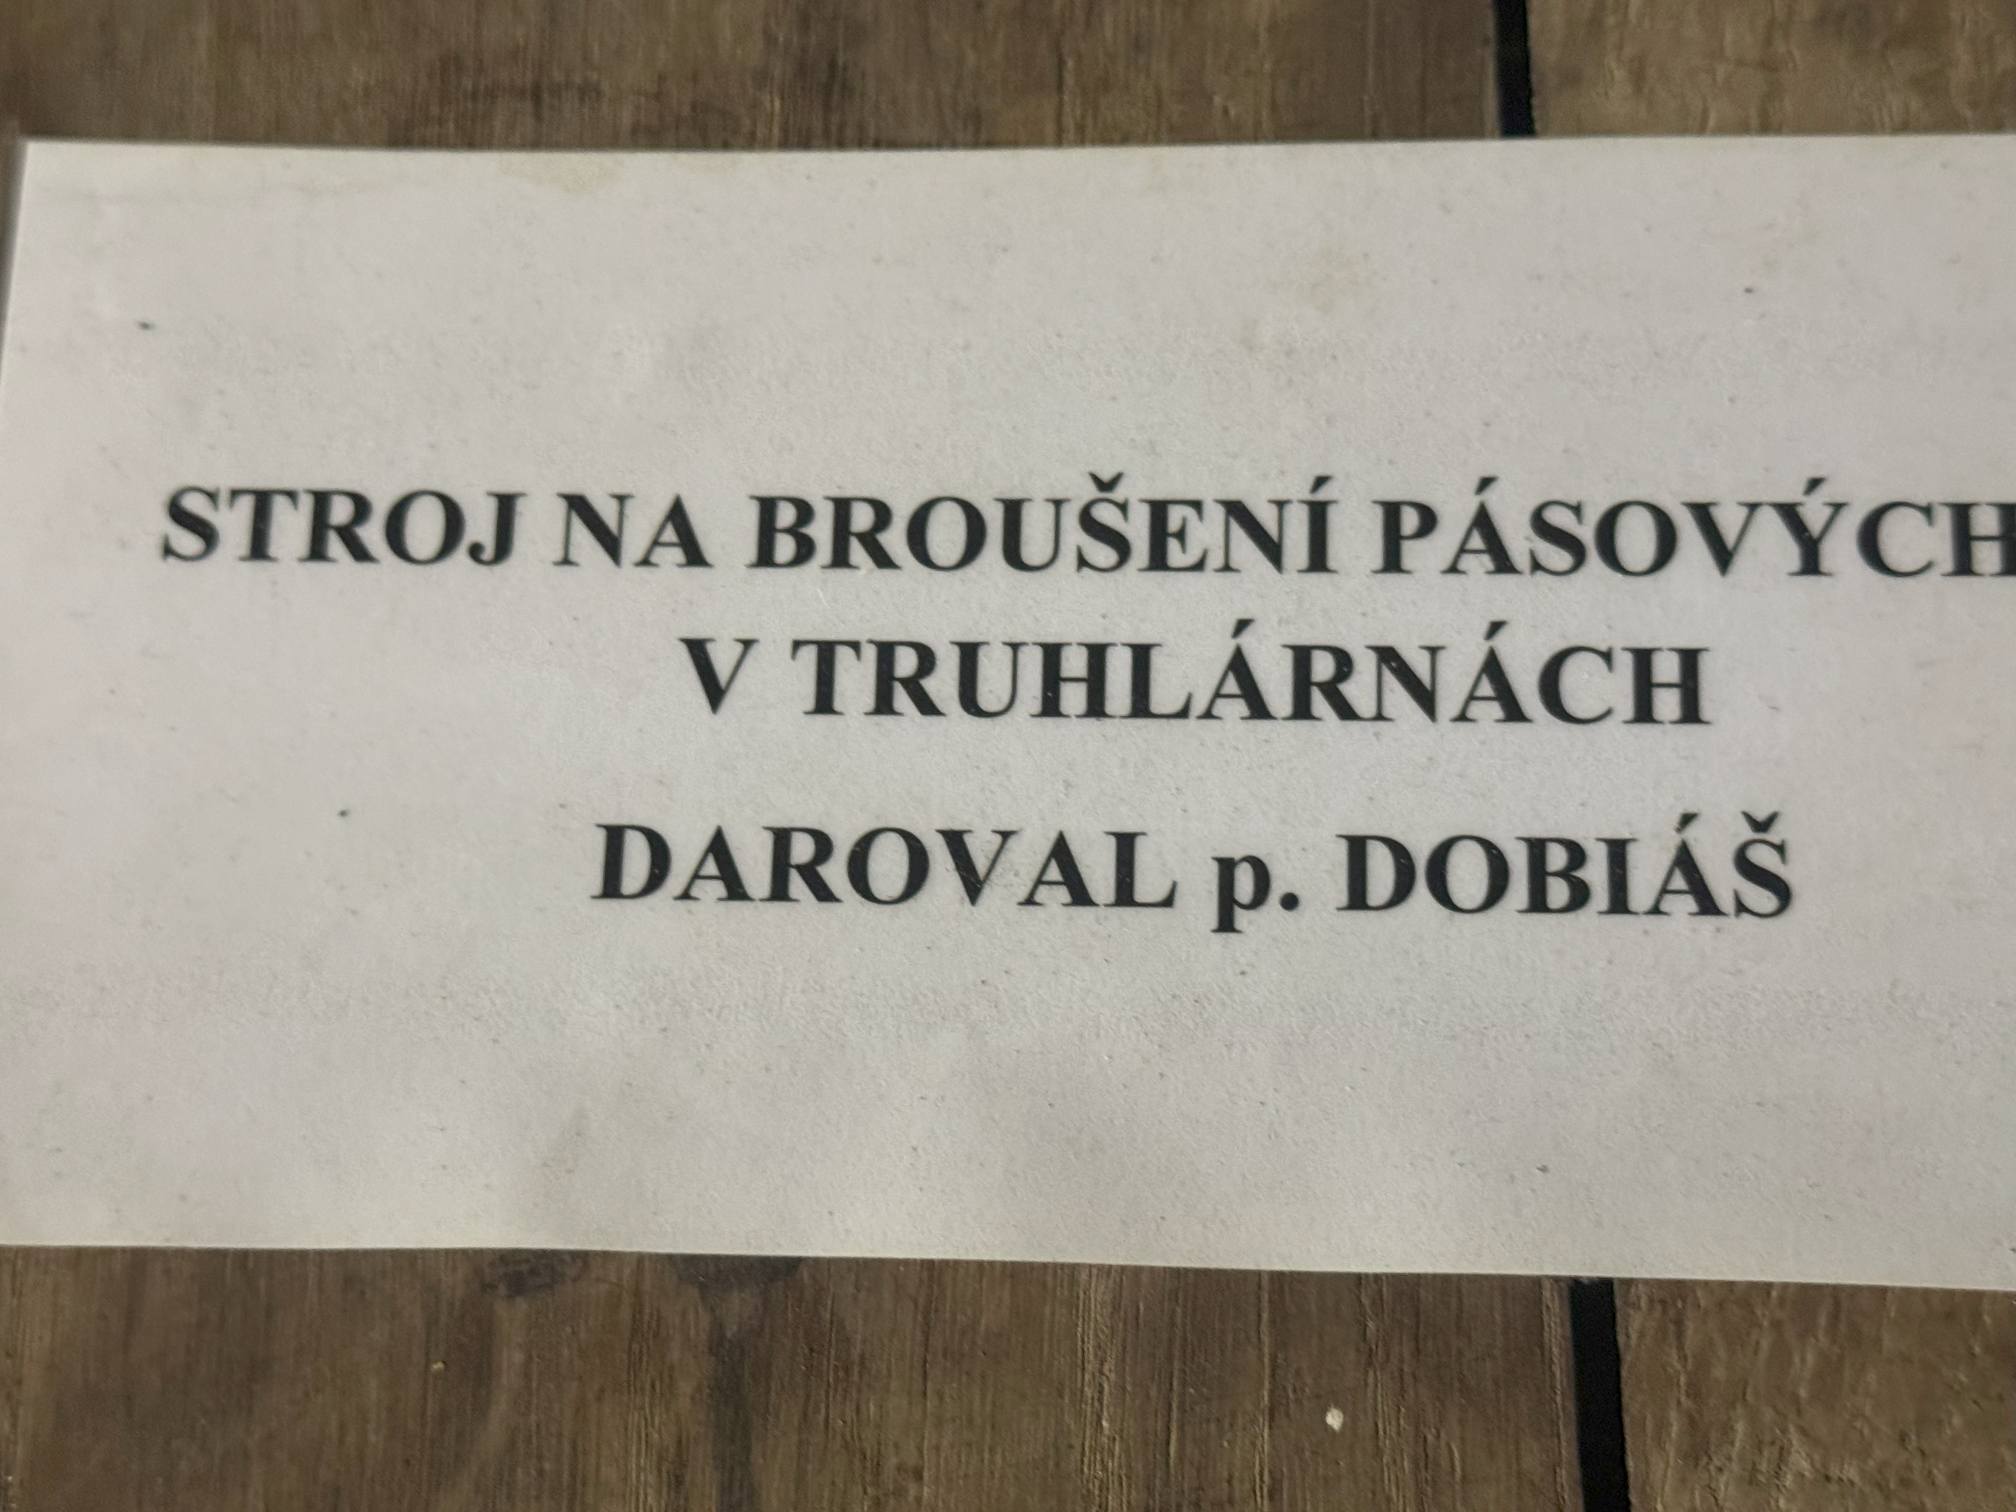 STROJ NA BROUŠENÍ PÁSOVÝCH
V TRUHLÁRNÁCH
DAROVAL p. DOBIÁŠ